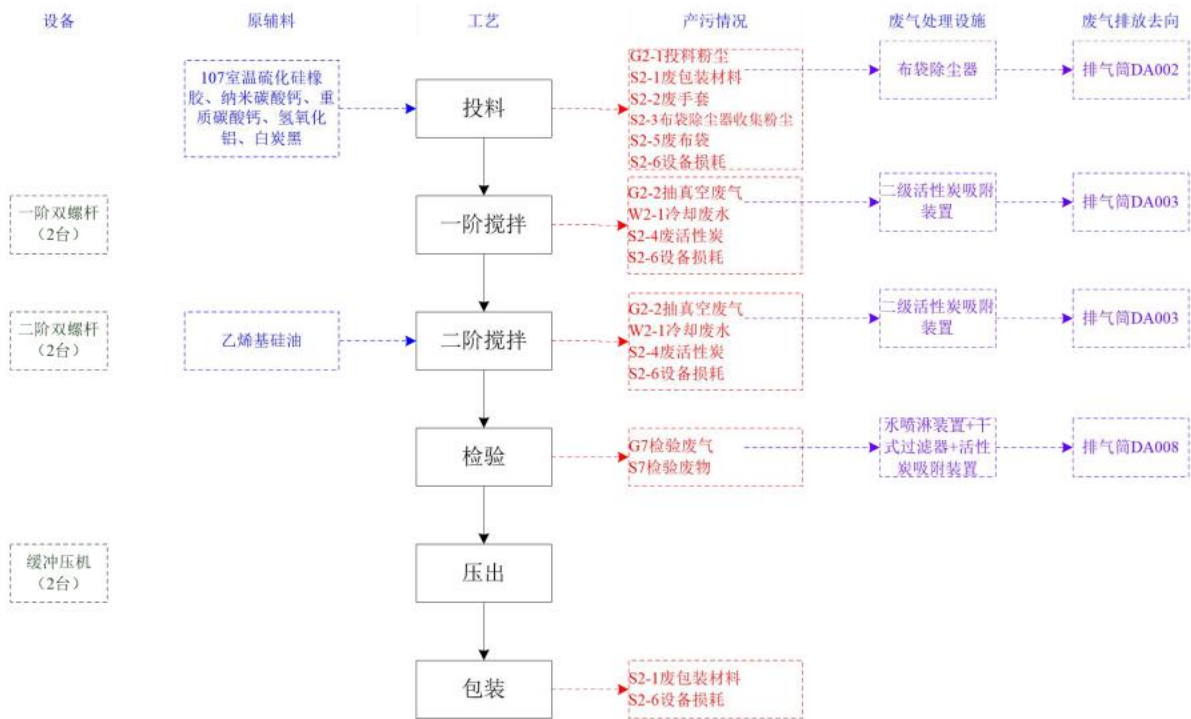 设备
原辅料
工艺
产污情况
废气处理设施
废气排放去向
107室温硫化硅橡
胶、纳米碳酸钙、重
质碳酸钙、氢氧化
铝、白炭黑
投料
G2-1投料粉尘
S2-1废包装材料
S2-2废手套
S2-3布袋除尘器收集粉尘
S2-5废布袋
S2-6设备损耗
布袋除尘器
排气筒DA002
一阶双螺杆
（2台）
一阶搅拌
G2-2抽真空废气
W2-1冷却废水
S2-4废活性炭
S2-6设备损耗
二级活性炭吸附
装置
排气筒DA003
二阶双螺杆
（2台）
乙烯基硅油
二阶搅拌
G2-2抽真空废气
W2-1冷却废水
S2-4废活性炭
S2-6设备损耗
二级活性炭吸附
装置
排气筒DA003
检验
G7检验废气
S7检验废物
水喷淋装置+干
式过滤器+活性
炭吸附装置
排气筒DA008
缓冲压机
（2台）
压出
包装
S2-1废包装材料
S2-6设备损耗